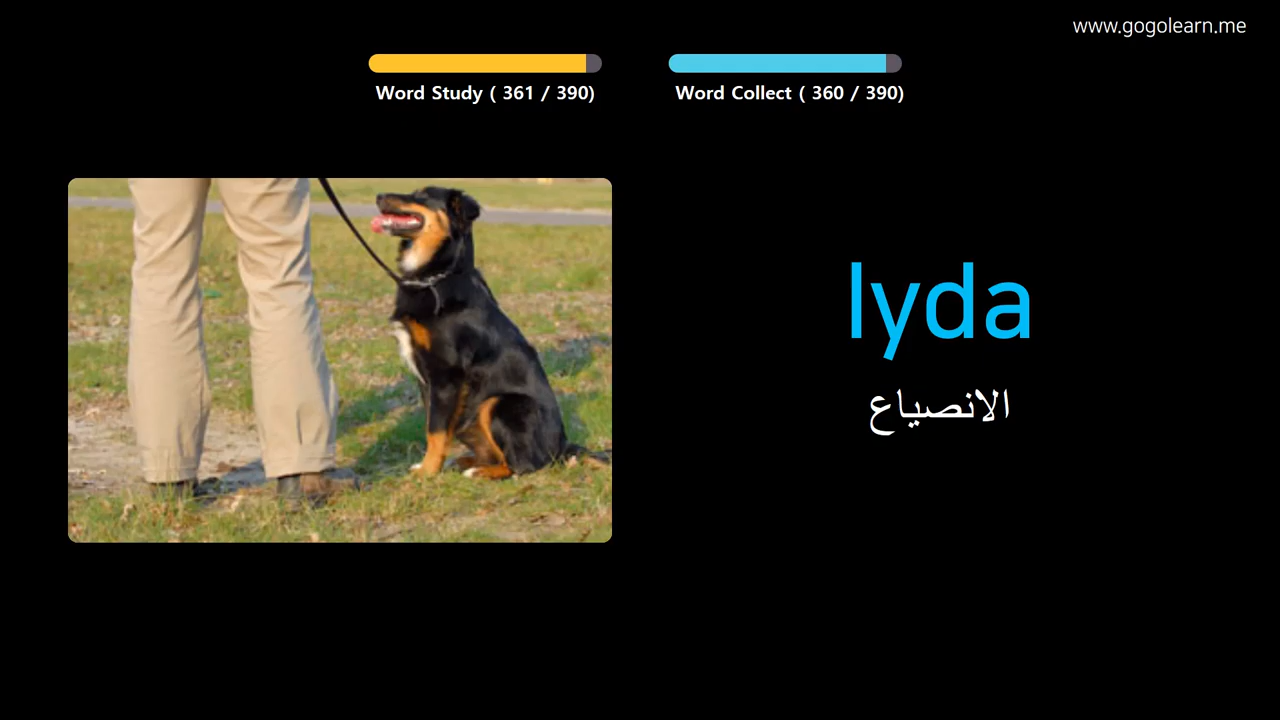 www.gogolearn.me
Word Study ( 361 / 390)
Word Collect ( 360 / 390)
lyda
الانصياع